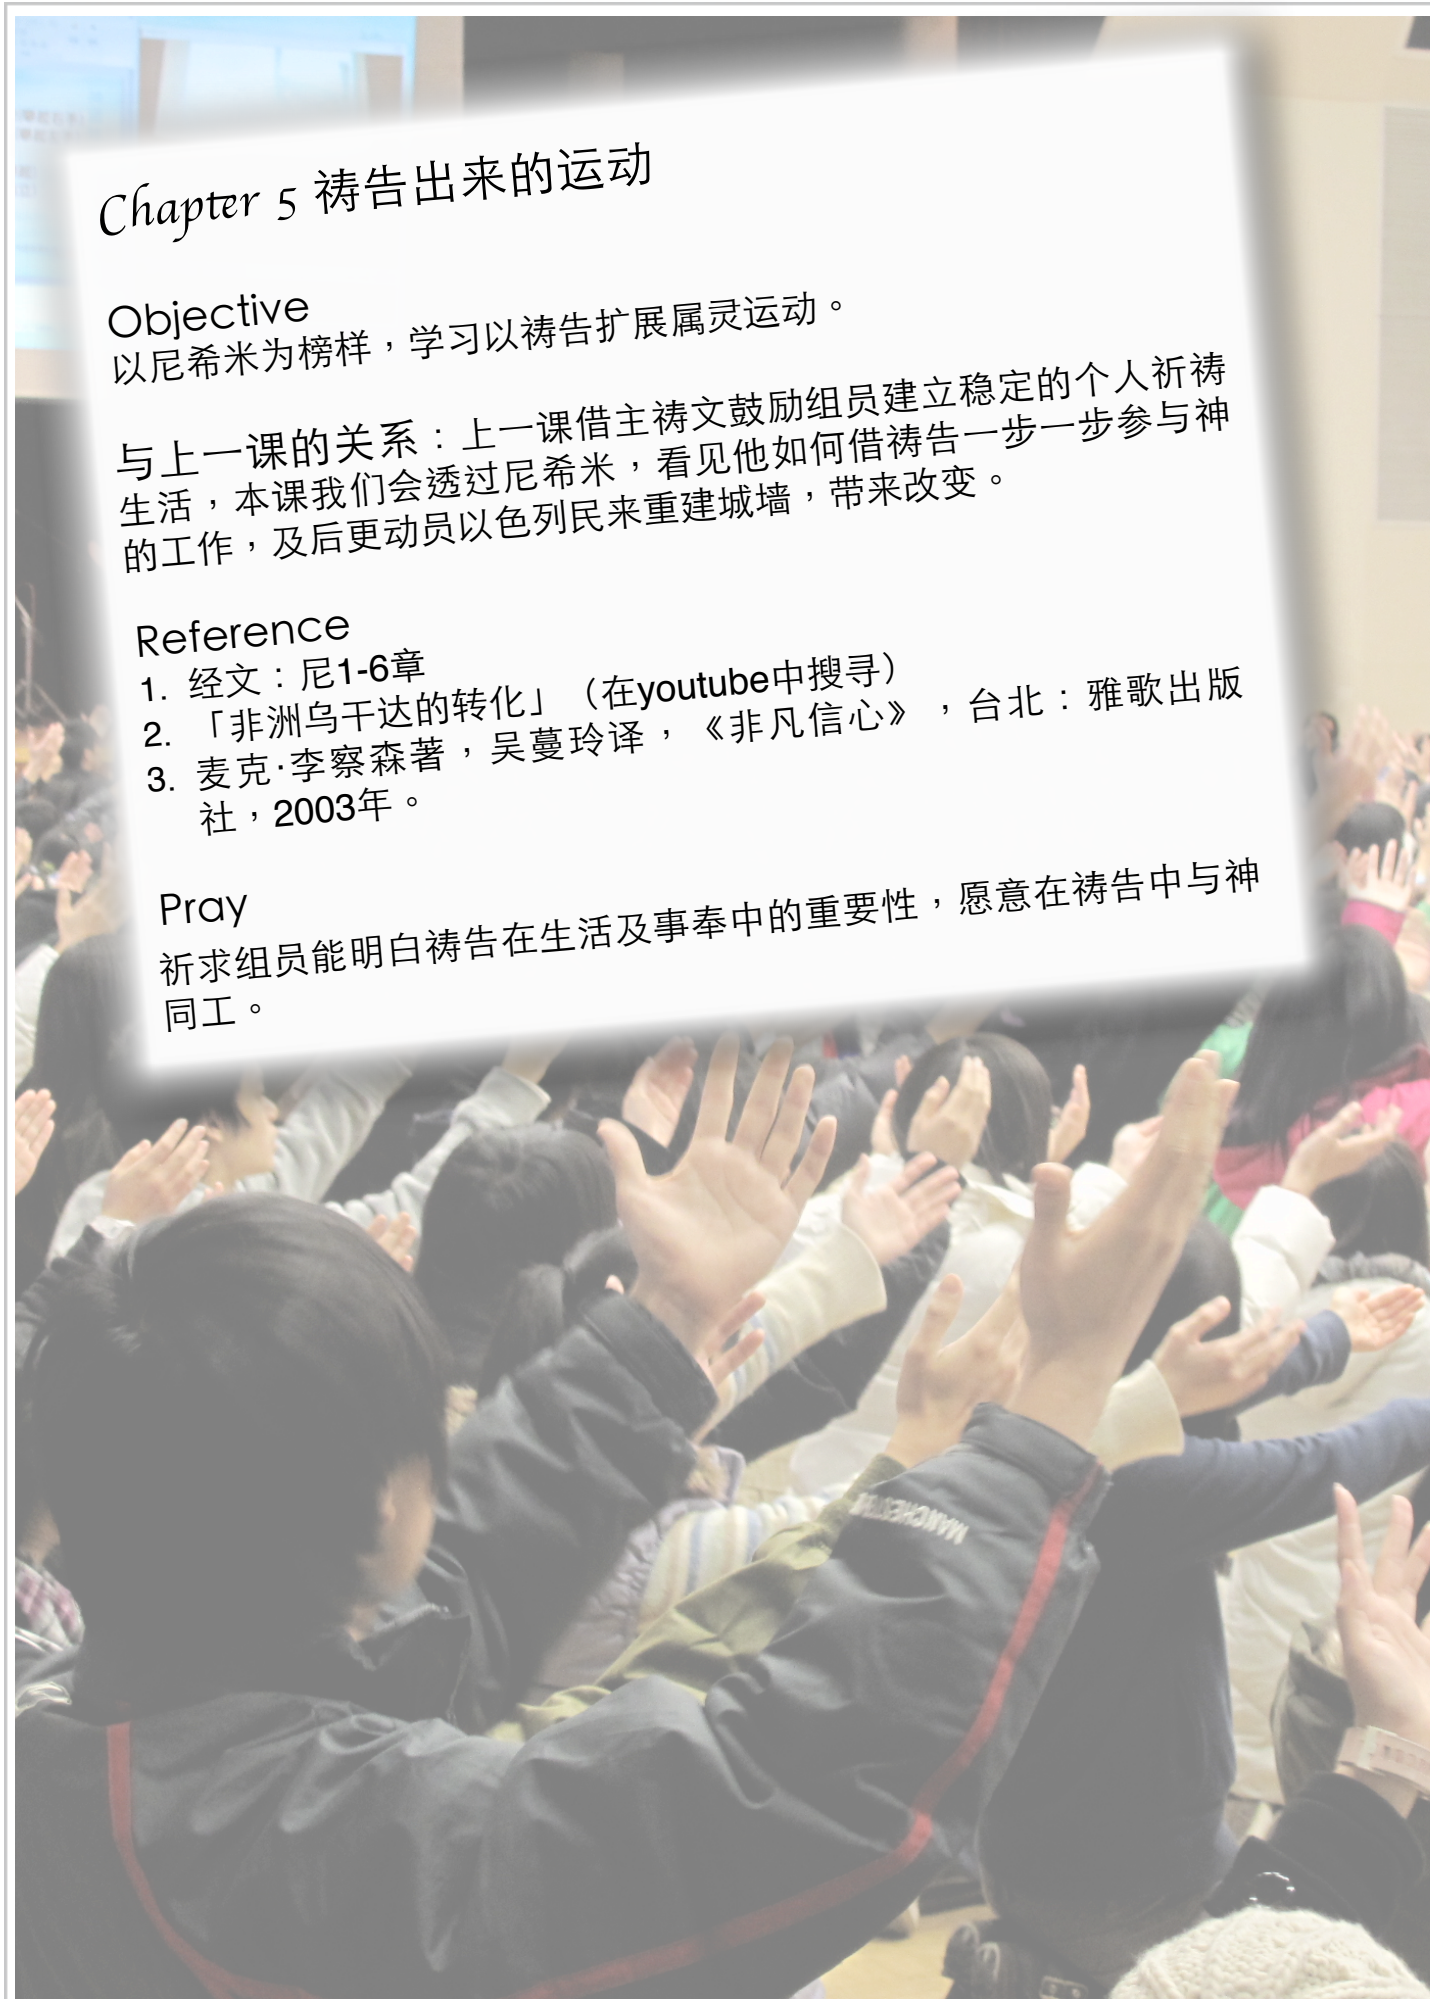 Chapter 5 祷告出来的运动
Objective
以尼希米为榜样，学习以祷告扩展属灵运动。
与上一课的关系：上一课借主祷文鼓励组员建立稳定的个人祈祷
生活，本课我们会透过尼希米，看见他如何借祷告一步一步参与神
的工作，及后更动员以色列民来重建城墙，带来改变。
Reference
1. 经文：尼1-6章
2. 「非洲乌干达的转化」（在youtube中搜寻）
3. 麦克·李察森著，吴蔓玲译，《非凡信心》，台北：雅歌出版
社，2003年。
Pray
祈求组员能明白祷告在生活及事奉中的重要性，愿意在祷告中与神
同工。